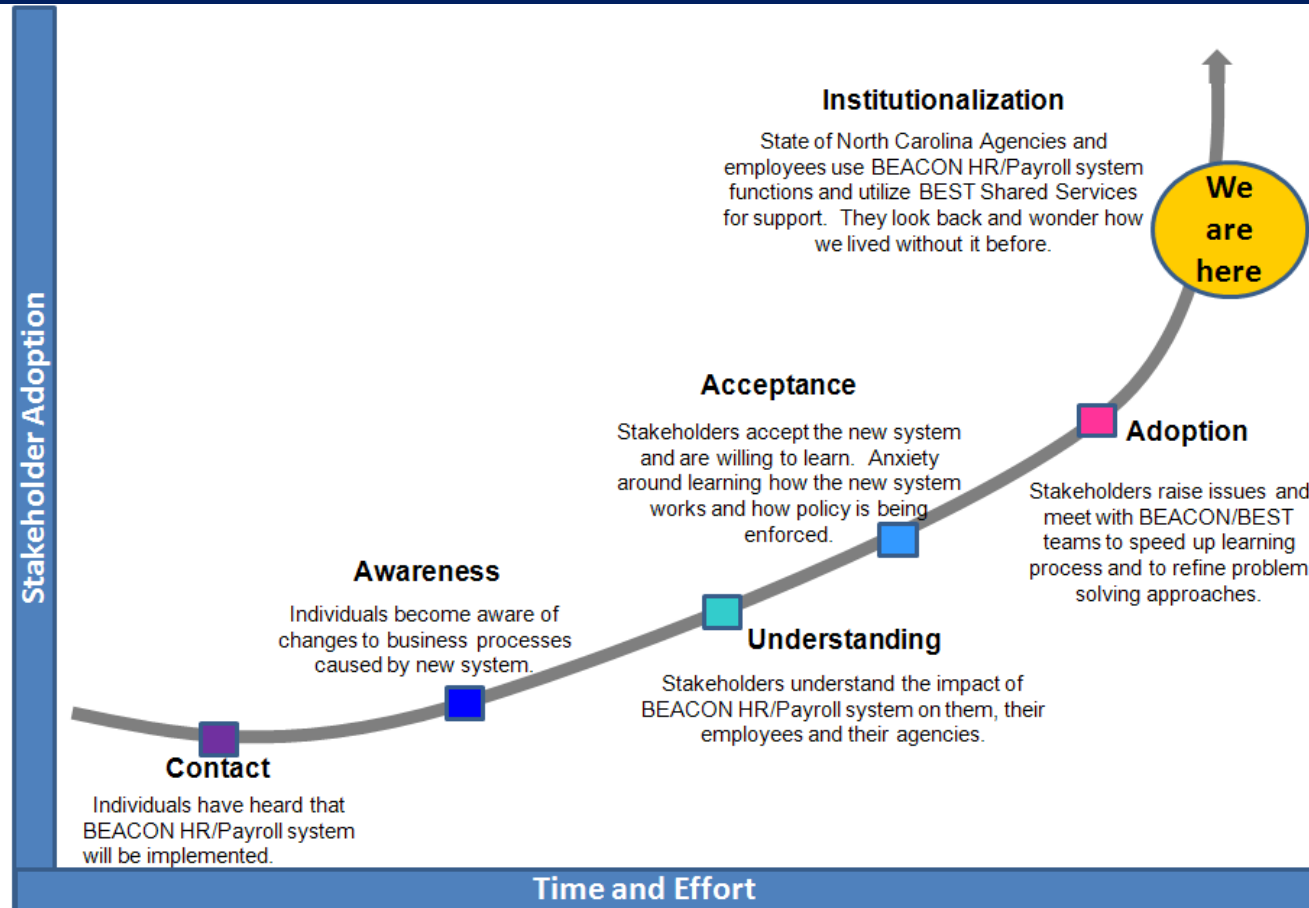 Stakeholder Adoption
Institutionalization
State of North Carolina Agencies and
employees use BEACON HR/Payroll system
functions and utilize BEST Shared Services
for support. They look back and wonder how
we lived without it before.
We
are
here
Acceptance
Stakeholders accept the new system
and are willing to learn. Anxiety
around learning how the new system
works and how policy is being
enforced.
Adoption
Stakeholders raise issues and
meet with BEACON/BEST
teams to speed up learning
process and to refine problem
solving approaches.
Awareness
Individuals become aware of
changes to business processes
caused by new system.
Understanding
Stakeholders understand the impact of
BEACON HR/Payroll system on them, their
employees and their agencies.
Contact
Individuals have heard that
BEACON HR/Payroll system
will be implemented.
Time and Effort